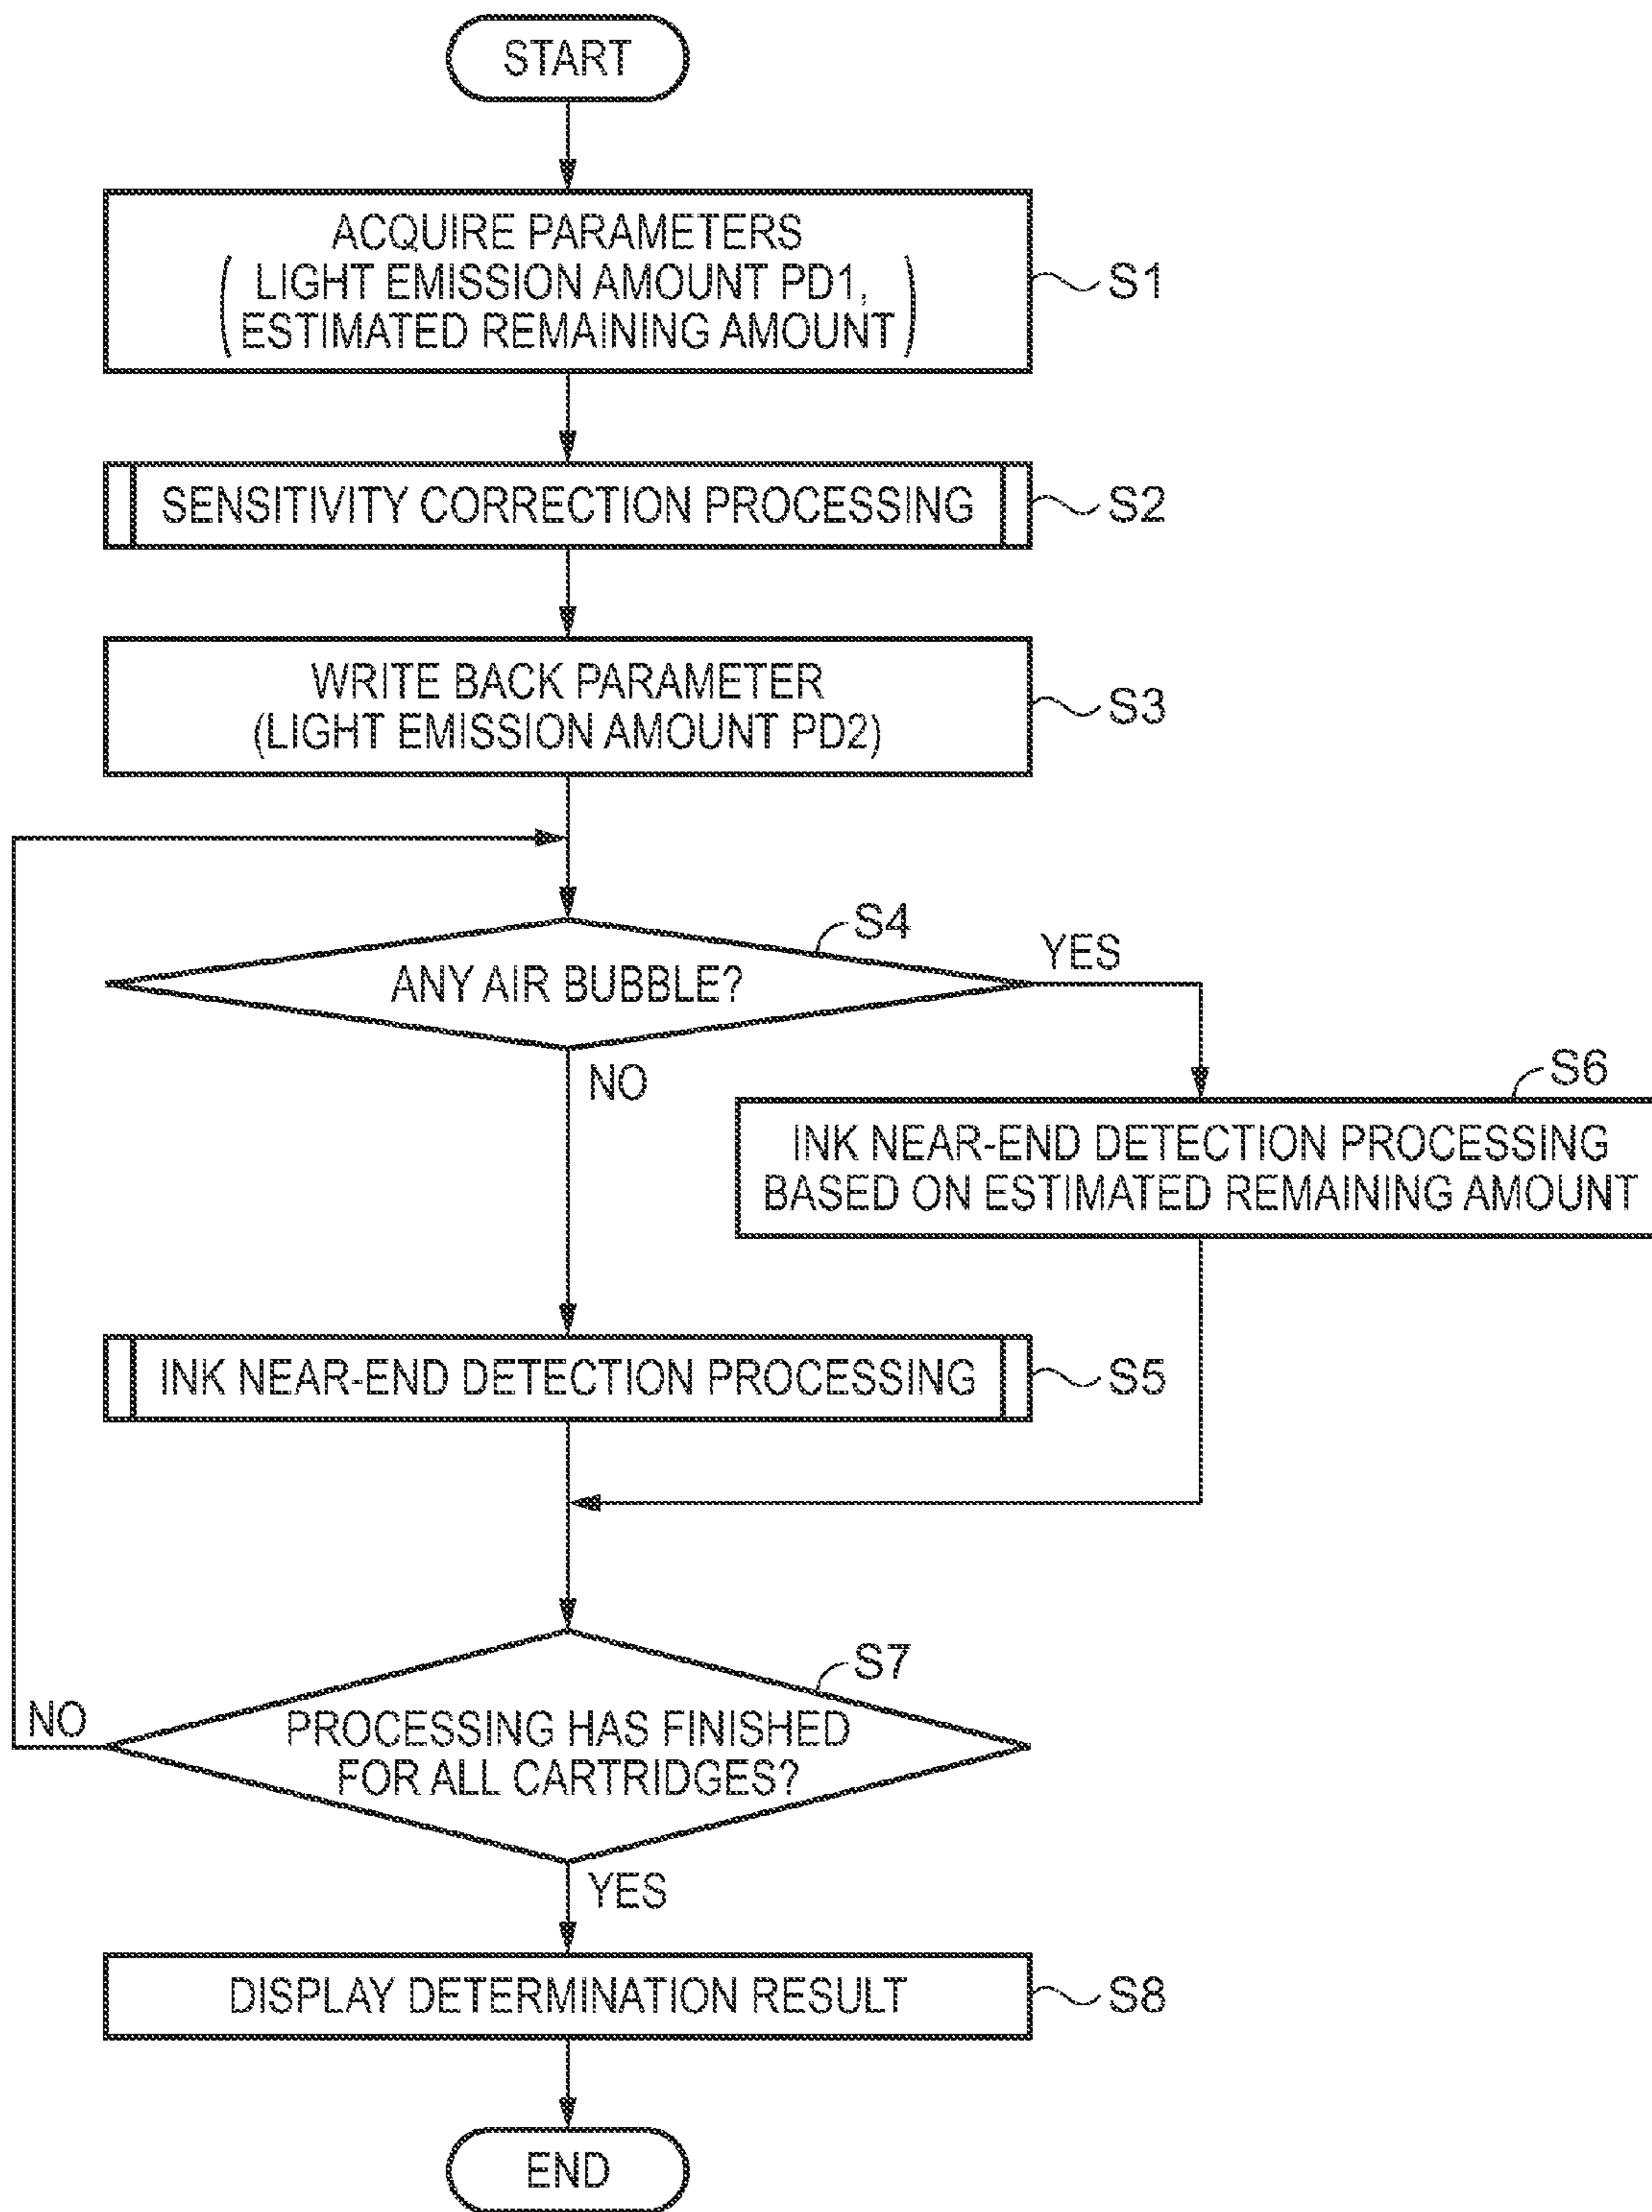 START
ACQUIRE PARAMETERS
(LIGHT EMISSION AMOUNT PD1,
ESTIMATED REMAINING AMOUNT)
S1
SENSITIVITY CORRECTION PROCESSING
S2
WRITE BACK PARAMETER
(LIGHT EMISSION AMOUNT PD2)
S3
S4
ANY AIR BUBBLE?
YES
NO
S6
INK NEAR-END DETECTION PROCESSING
BASED ON ESTIMATED REMAINING AMOUNT
INK NEAR-END DETECTION PROCESSING
S5
S7
NO
PROCESSING HAS FINISHED
FOR ALL CARTRIDGES?
YES
DISPLAY DETERMINATION RESULT
S8
END